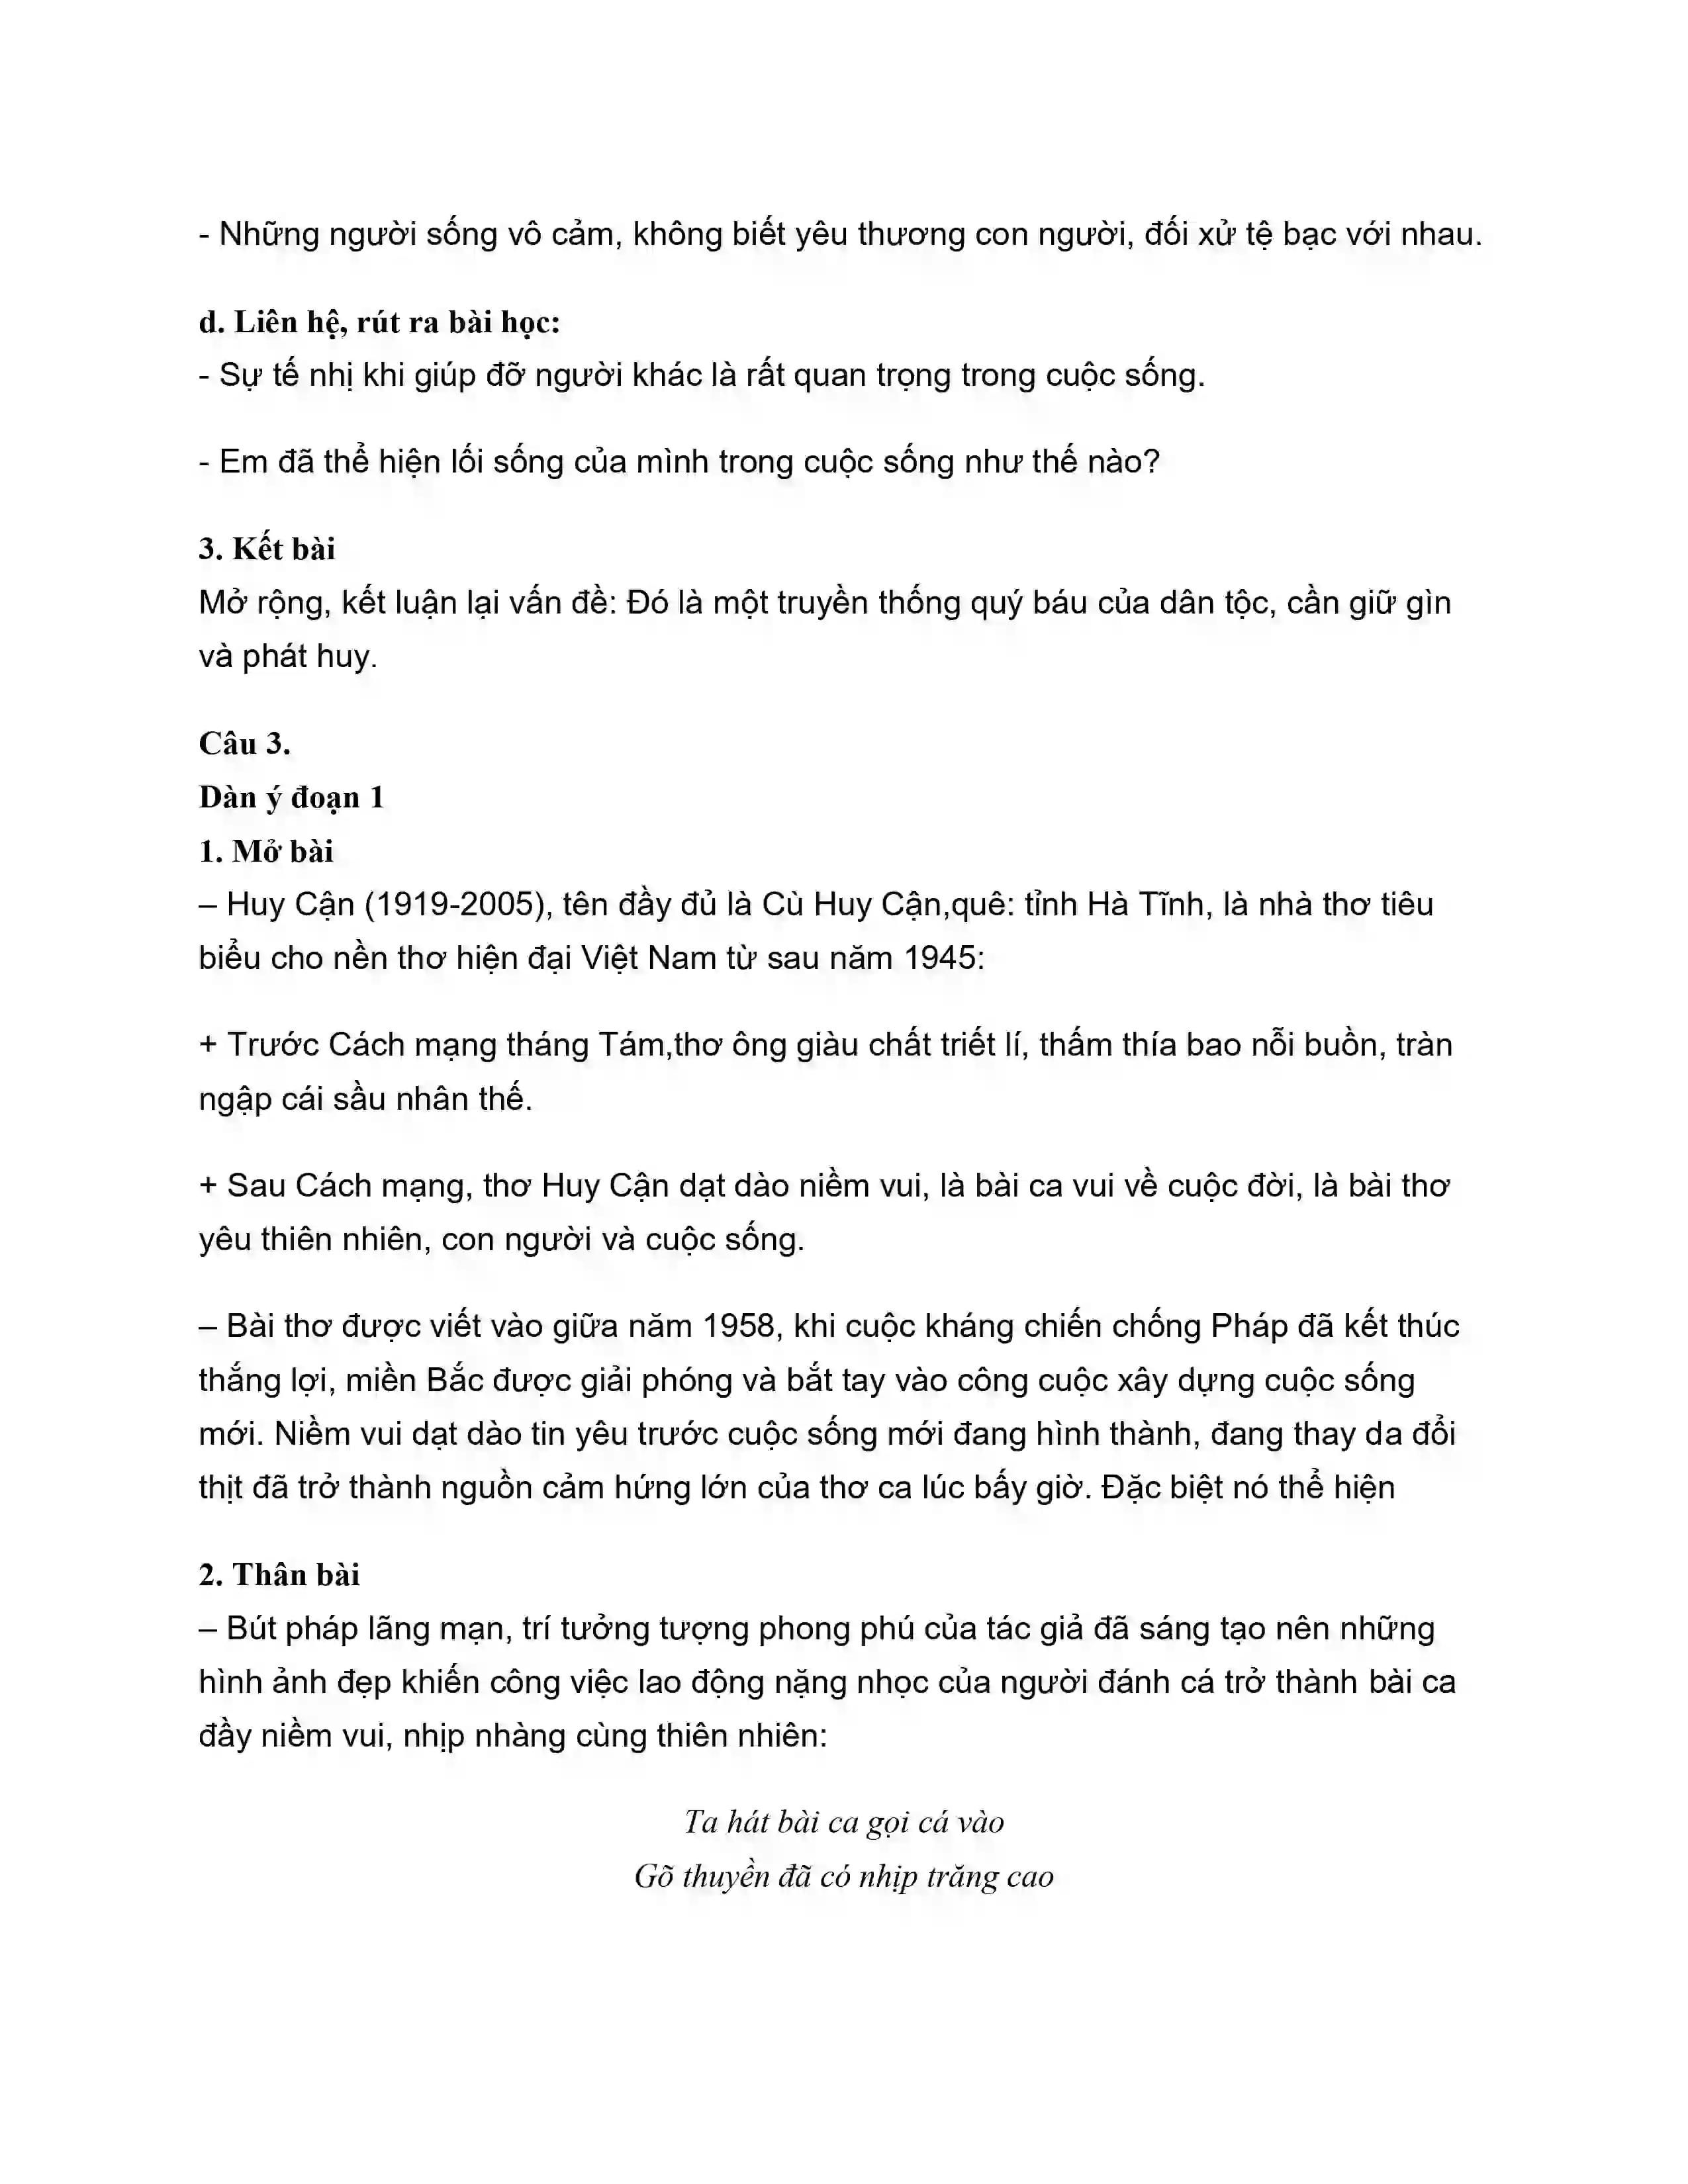 - Những người sống vô cảm, không biết yêu thương con người, đối xử tệ bạc với nhau.
d. Liên hệ, rút ra bài học:
- Sự tế nhị khi giúp đỡ người khác là rất quan trọng trong cuộc sống.
- Em đã thể hiện lối sống của mình trong cuộc sống như thế nào?
3. Kết bài
Mở rộng, kết luận lại vấn đề: Đó là một truyền thống quý báu của dân tộc, cần giữ gìn
và phát huy.
Câu 3.
Dàn ý đoạn 1
1. Mở bài
– Huy Cận (1919-2005), tên đầy đủ là Cù Huy Cận,quê: tỉnh Hà Tĩnh, là nhà thơ tiêu
biểu cho nền thơ hiện đại Việt Nam từ sau năm 1945:
+ Trước Cách mạng tháng Tám,thơ ông giàu chất triết lí, thấm thía bao nỗi buồn, tràn
ngập cái sầu nhân thế.
+ Sau Cách mạng, thơ Huy Cận dạt dào niềm vui, là bài ca vui về cuộc đời, là bài thơ
yêu thiên nhiên, con người và cuộc sống.
– Bài thơ được viết vào giữa năm 1958, khi cuộc kháng chiến chống Pháp đã kết thúc
thắng lợi, miền Bắc được giải phóng và bắt tay vào công cuộc xây dựng cuộc sống
mới. Niềm vui dạt dào tin yêu trước cuộc sống mới đang hình thành, đang thay da đổi
thịt đã trở thành nguồn cảm hứng lớn của thơ ca lúc bấy giờ. Đặc biệt nó thể hiện
2. Thân bài
– Bút pháp lãng mạn, trí tưởng tượng phong phú của tác giả đã sáng tạo nên những
hình ảnh đẹp khiến công việc lao động nặng nhọc của người đánh cá trở thành bài ca
đầy niềm vui, nhịp nhàng cùng thiên nhiên:
Ta hát bài ca gọi cá vào
Gõ thuyền đã có nhịp trăng cao